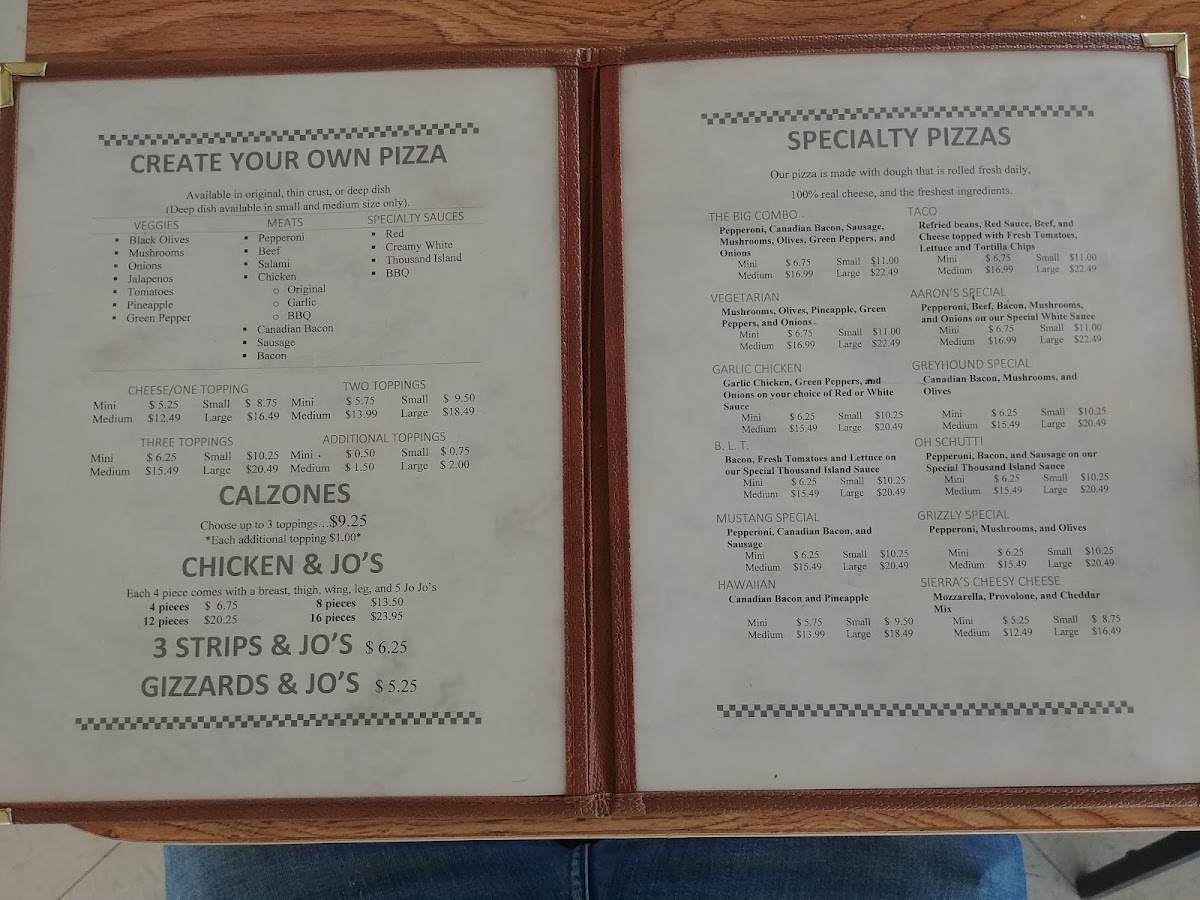 CREATE YOUR OWN PIZZA
Available in original, thin crust, or deep dish
(Deep dish available in small and medium size only).
VEGGIES
▪ Black Olives
▪ Mushrooms
▪ Onions
▪ Jalapenos
▪ Tomatoes
▪ Pineapple
▪ Green Pepper
MEATS
▪ Pepperoni
▪ Beef
▪ Salami
▪ Chicken
o Original
o Garlic
o BBQ
▪ Canadian Bacon
▪ Sausage
▪ Bacon
SPECIALTY SAUCES
▪ Red
▪ Creamy White
▪ Thousand Island
▪ BBQ
CHEESE/ONE TOPPING
Mini $ 5.25 Small $ 8.75
Medium $12.49 Large $16.49
TWO TOPPINGS
Mini $ 5.75 Small $ 9.50
Medium $13.99 Large $18.49
THREE TOPPINGS
Mini $ 6.25 Small $10.25
Medium $15.49 Large $20.49
ADDITIONAL TOPPINGS
Mini $ 0.50 Small $ 0.75
Medium $ 1.50 Large $ 2.00
CALZONES
Choose up to 3 toppings…$9.25
*Each additional topping $1.00*
CHICKEN & JO'S
Each 4 piece comes with a breast, thigh, wing, leg, and 5 Jo Jo's
4 pieces $ 6.75 8 pieces $13.50
12 pieces $20.25 16 pieces $23.95
3 STRIPS & JO'S $ 6.25
GIZZARDS & JO'S $ 5.25
SPECIALTY PIZZAS
Our pizza is made with dough that is rolled fresh daily,
100% real cheese, and the freshest ingredients.
THE BIG COMBO
Pepperoni, Canadian Bacon, Sausage,
Mushrooms, Olives, Green Peppers, and
Onions
Mini $ 6.75 Small $11.00
Medium $16.99 Large $22.49
TACO
Refried beans, Red Sauce, Beef, and
Cheese topped with Fresh Tomatoes,
Lettuce and Tortilla Chips
Mini $ 6.75 Small $11.00
Medium $16.99 Large $22.49
VEGETARIAN
Mushrooms, Olives, Pineapple, Green
Peppers, and Onions
Mini $ 6.75 Small $11.00
Medium $16.99 Large $22.49
AARON'S SPECIAL
Pepperoni, Beef, Bacon, Mushrooms,
and Onions on our Special White Sauce
Mini $ 6.75 Small $11.00
Medium $16.99 Large $22.49
GARLIC CHICKEN
Garlic Chicken, Green Peppers, and
Onions on your choice of Red or White
Sauce
Mini $ 6.25 Small $10.25
Medium $15.49 Large $20.49
GREYHOUND SPECIAL
Canadian Bacon, Mushrooms, and
Olives
Mini $ 6.25 Small $10.25
Medium $15.49 Large $20.49
B. L. T.
Bacon, Fresh Tomatoes and Lettuce on
our Special Thousand Island Sauce
Mini $ 6.25 Small $10.25
Medium $15.49 Large $20.49
OH SCHUTT!
Pepperoni, Bacon, and Sausage on our
Special Thousand Island Sauce
Mini $ 6.25 Small $10.25
Medium $15.49 Large $20.49
MUSTANG SPECIAL
Pepperoni, Canadian Bacon, and
Sausage
Mini $ 6.25 Small $10.25
Medium $15.49 Large $20.49
GRIZZLY SPECIAL
Pepperoni, Mushrooms, and Olives
Mini $ 6.25 Small $10.25
Medium $15.49 Large $20.49
HAWAIIAN
Canadian Bacon and Pineapple
Mini $ 5.75 Small $ 9.50
Medium $13.99 Large $18.49
SIERRA'S CHEESY CHEESE
Mozzarella, Provolone, and Cheddar
Mix
Mini $ 5.25 Small $ 8.75
Medium $12.49 Large $16.49